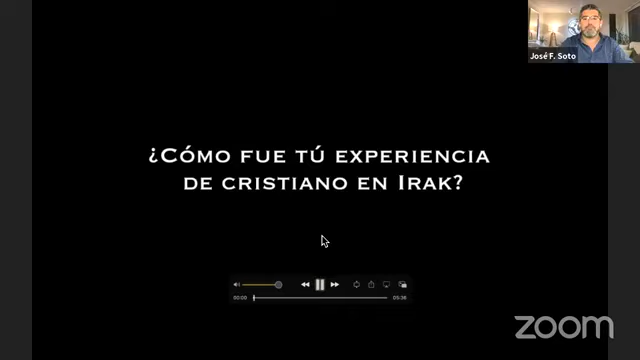 José F. Soto
¿CÓMO FUE TÚ EXPERIENCIA
DE CRISTIANO EN IRAK?
00:00
05:36
zoom